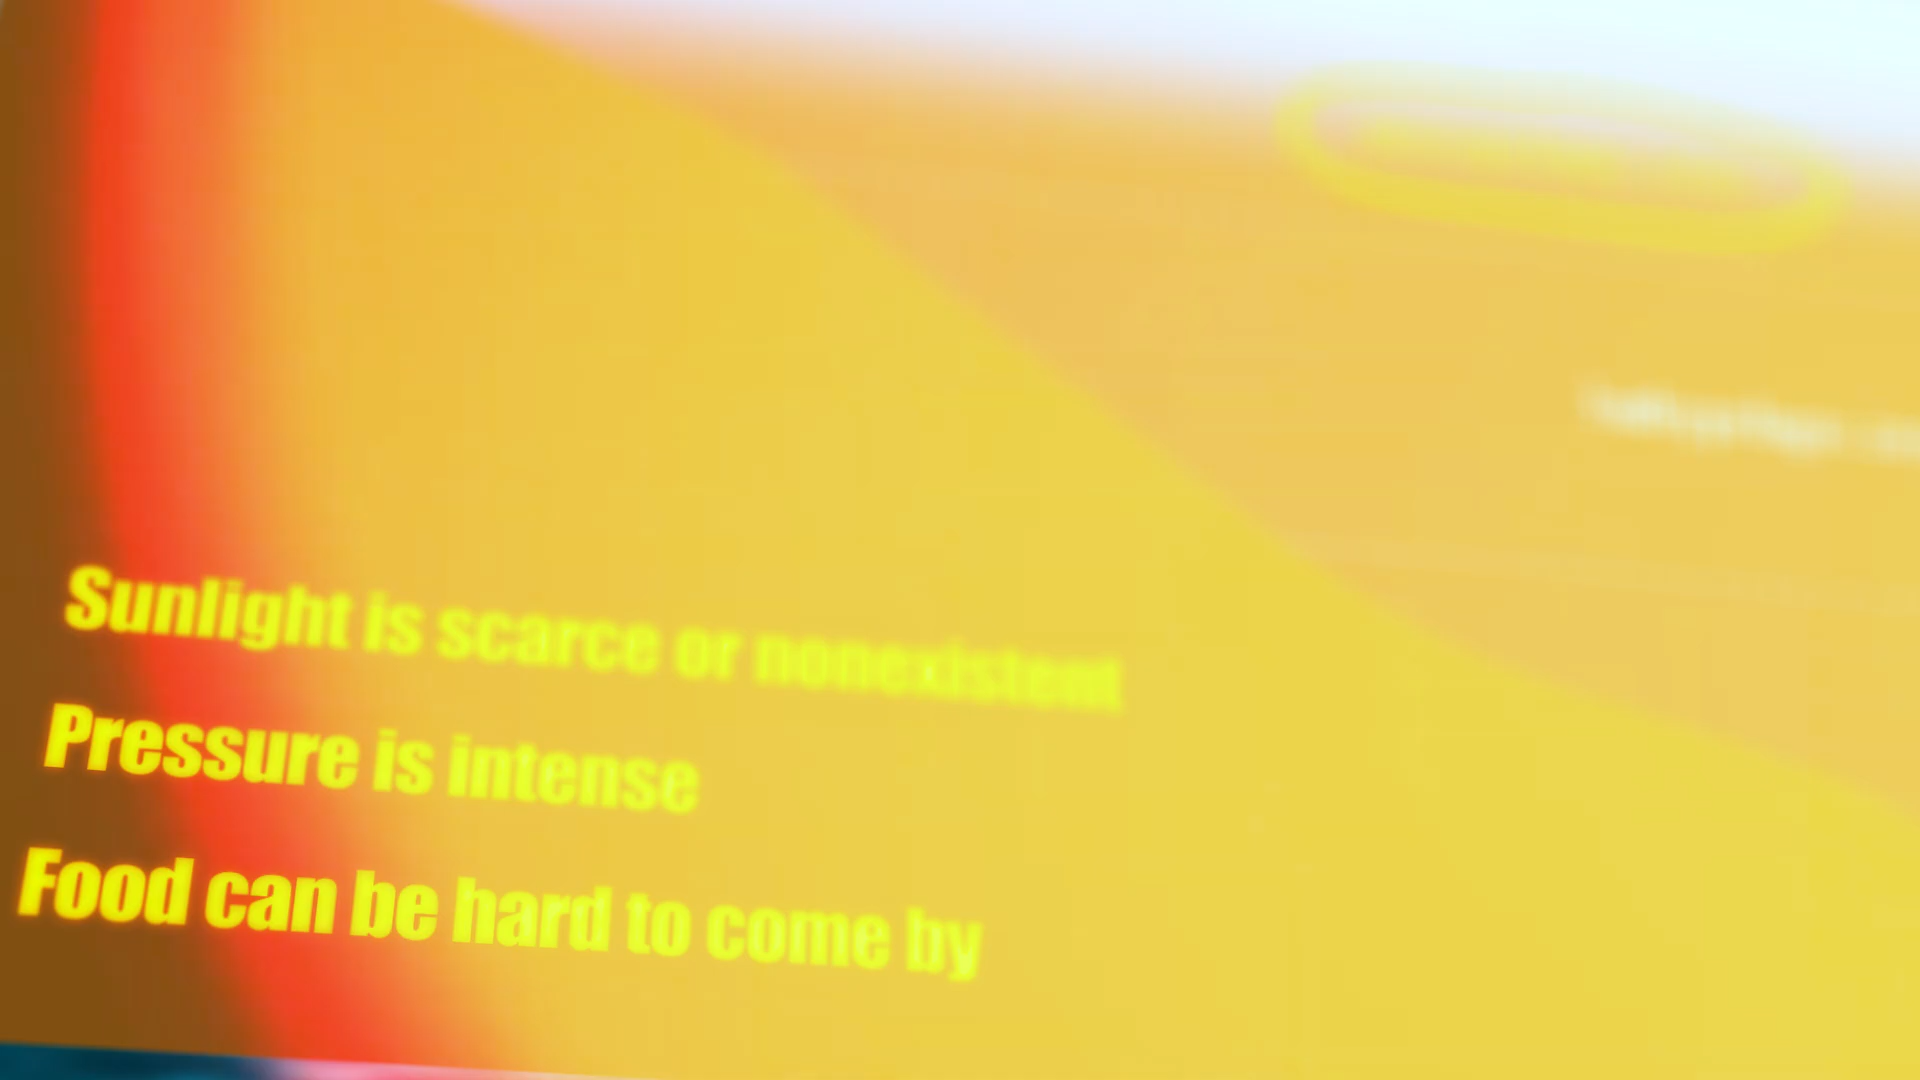 Sunlight is scarce or nonexistent
Pressure is intense
Food can be hard to come by